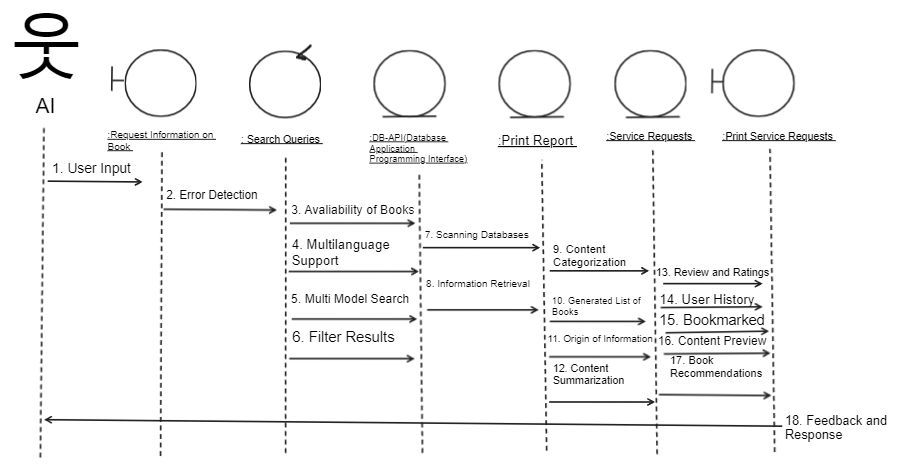 AI
:Request Information on
Book
: Search Queries
:DB-API(Database
Application
Programming Interface)
:Print Report
:Service Requests
:Print Service Requests
1. User Input
2. Error Detection
3. Avaliability of Books
4. Multilanguage
Support
5. Multi Model Search
6. Filter Results
7. Scanning Databases
8. Information Retrieval
9. Content
Categorization
10. Generated List of
Books
11. Origin of Information
12. Content
Summarization
13. Review and Ratings
14. User History
15. Bookmarked
16. Content Preview
17. Book
Recommendations
18. Feedback and
Response